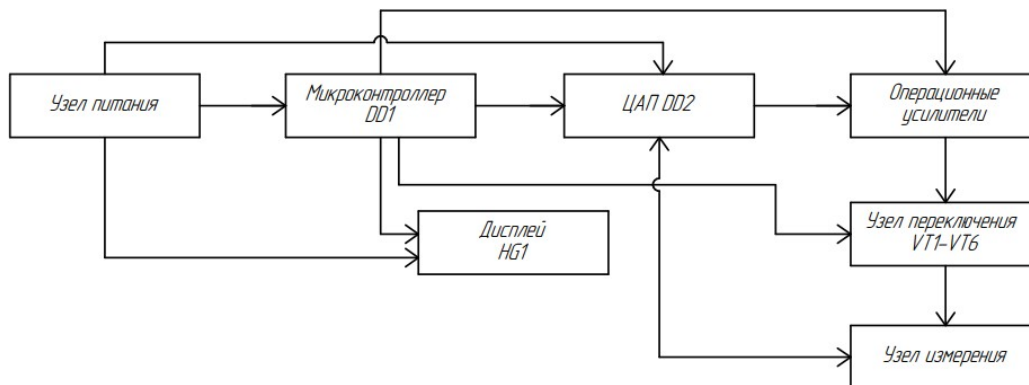 Узел питания
Микроконтроллер
DD1
ЦАП DD2
Операционные
усилители
Дисплей
HG1
Узел переключения
VT1-VT6
Узел измерения